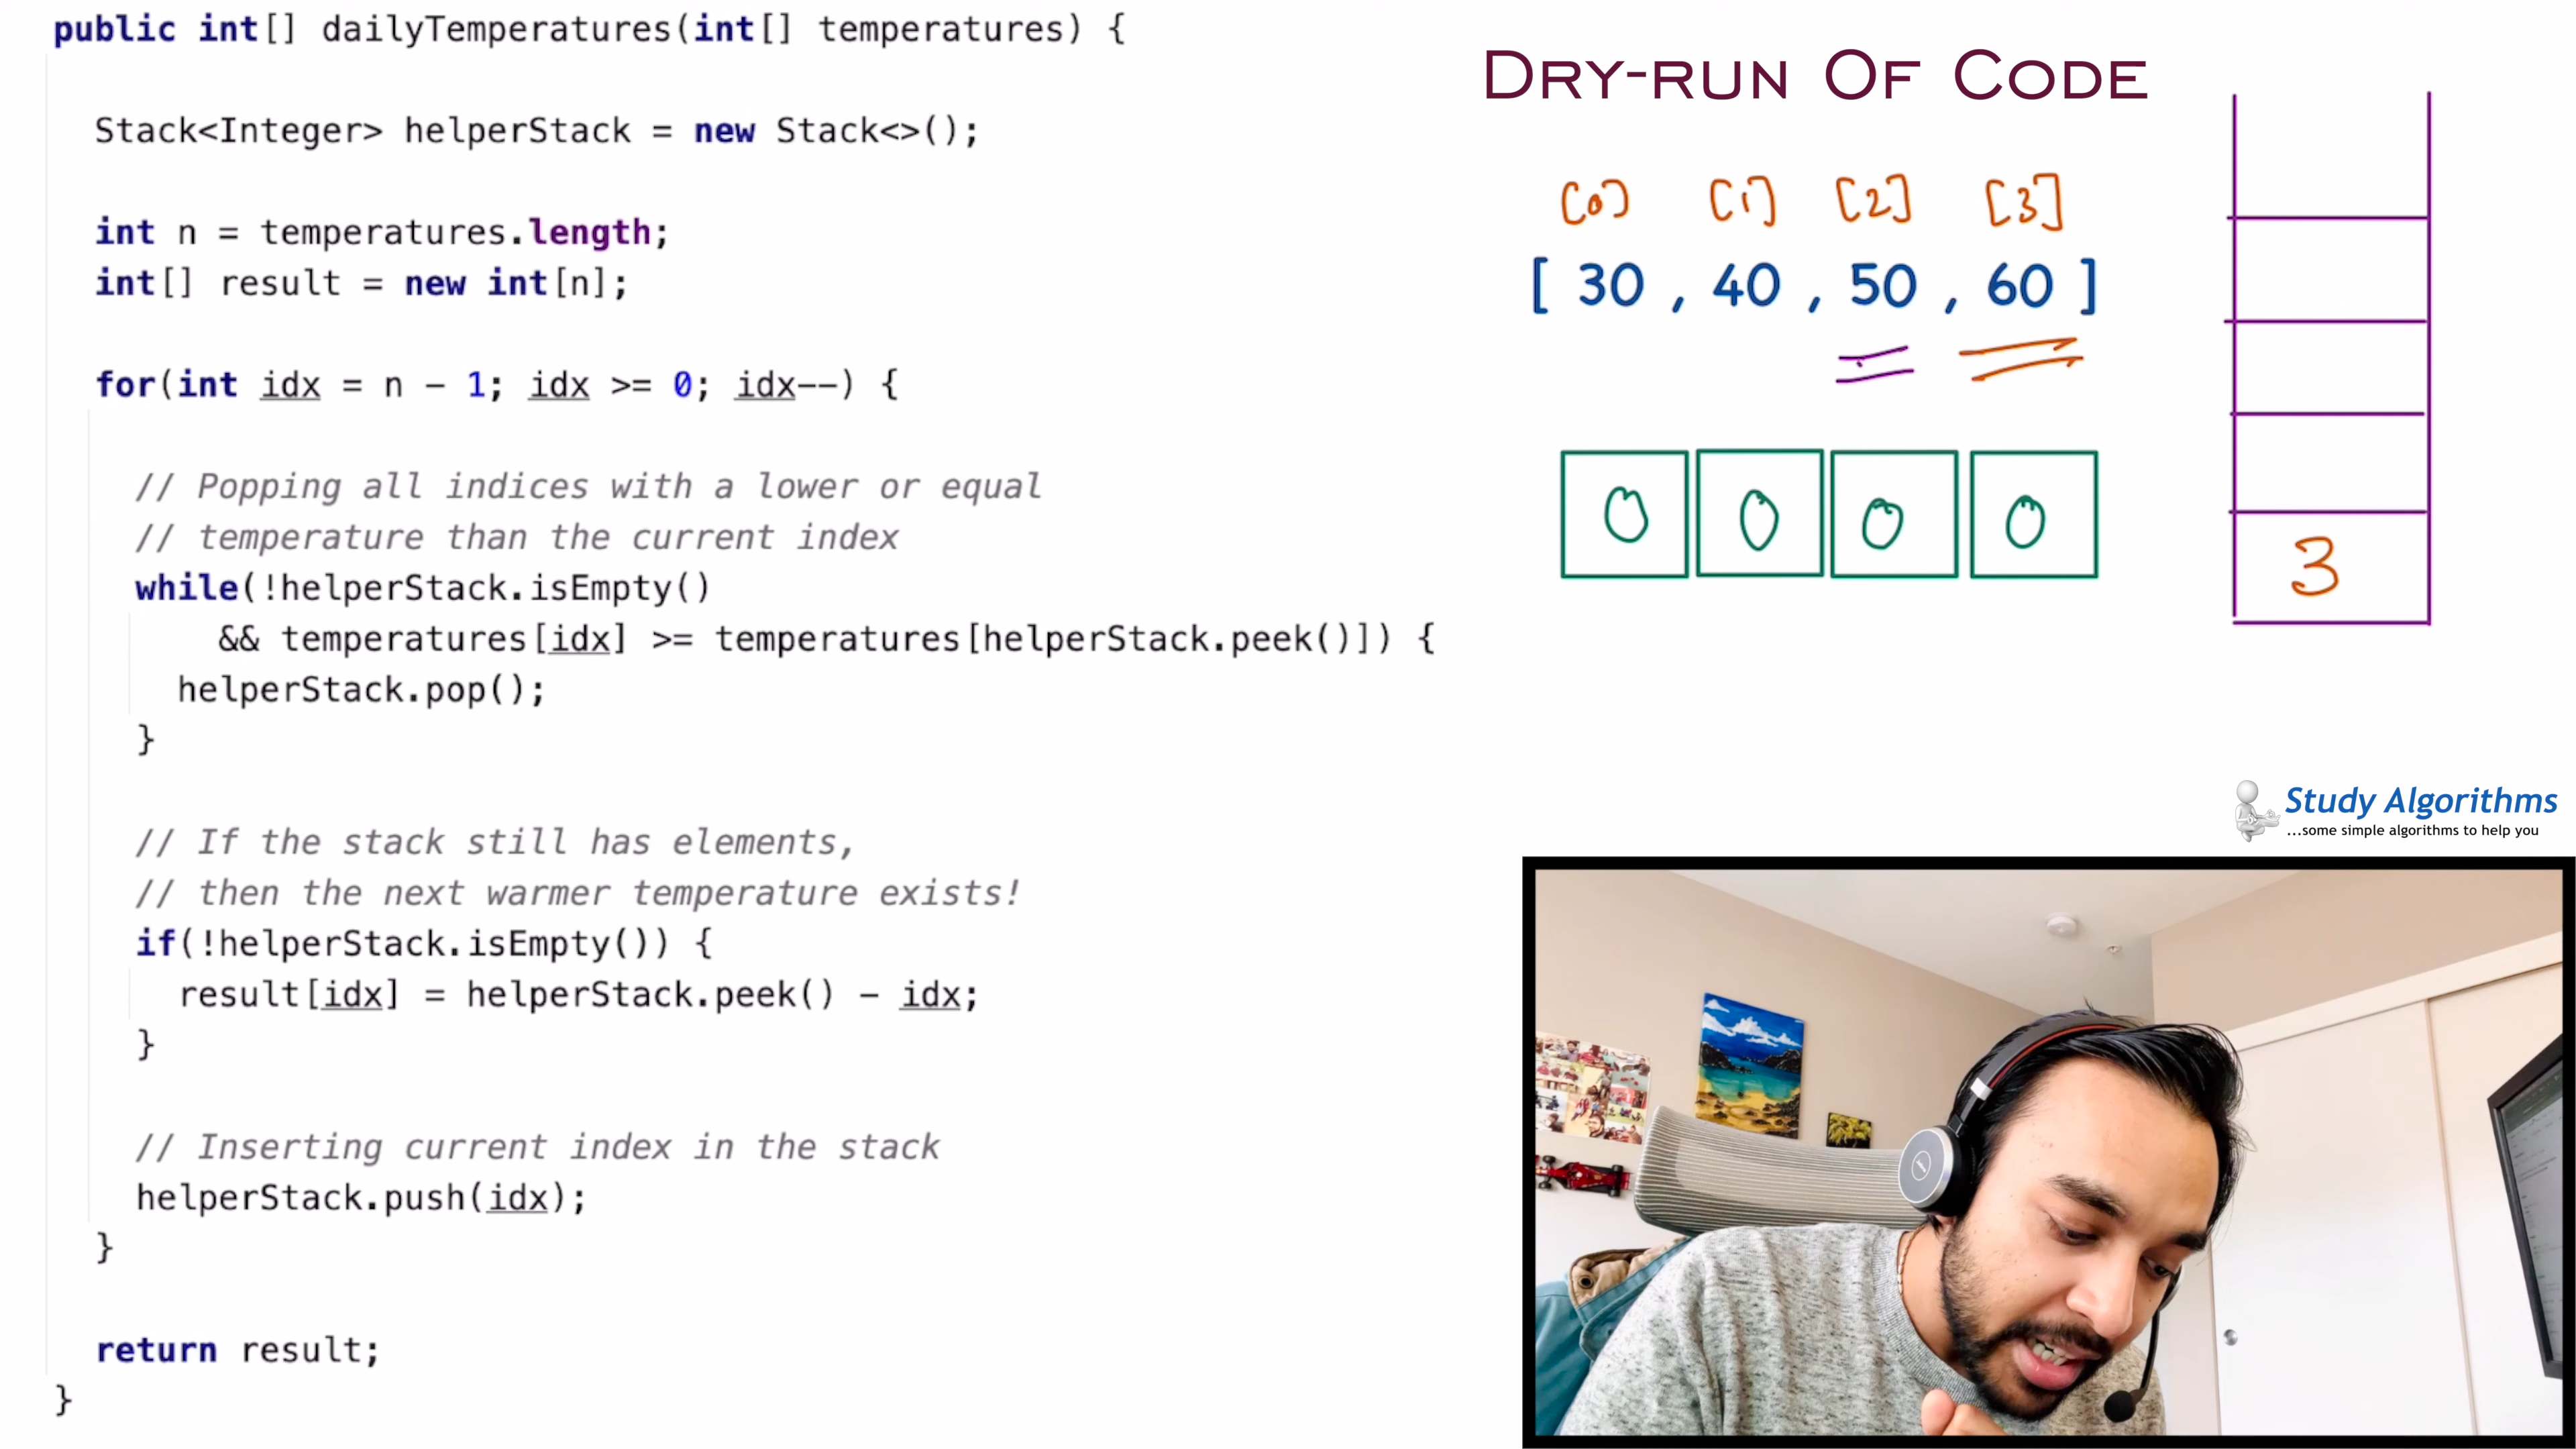 public int[] dailyTemperatures(int[] temperatures) {
Stack<Integer> helperStack = new Stack<>();
int n = temperatures.length;
int[] result = new int[n];
for(int idx = n - 1; idx >= 0; idx--) {
// Popping all indices with a lower or equal
// temperature than the current index
while(!helperStack.isEmpty()
&& temperatures[idx] >= temperatures[helperStack.peek()]) {
helperStack.pop();
}
// If the stack still has elements,
// then the next warmer temperature exists!
if(!helperStack.isEmpty()) {
result[idx] = helperStack.peek() - idx;
}
// Inserting current index in the stack
helperStack.push(idx);
}
return result;
}
DRY-RUN OF CODE
[0] [1] [2] [3]
[ 30 , 40 , 50 , 60 ]
0 0 0 0
3
Study Algorithms
...some simple algorithms to help you